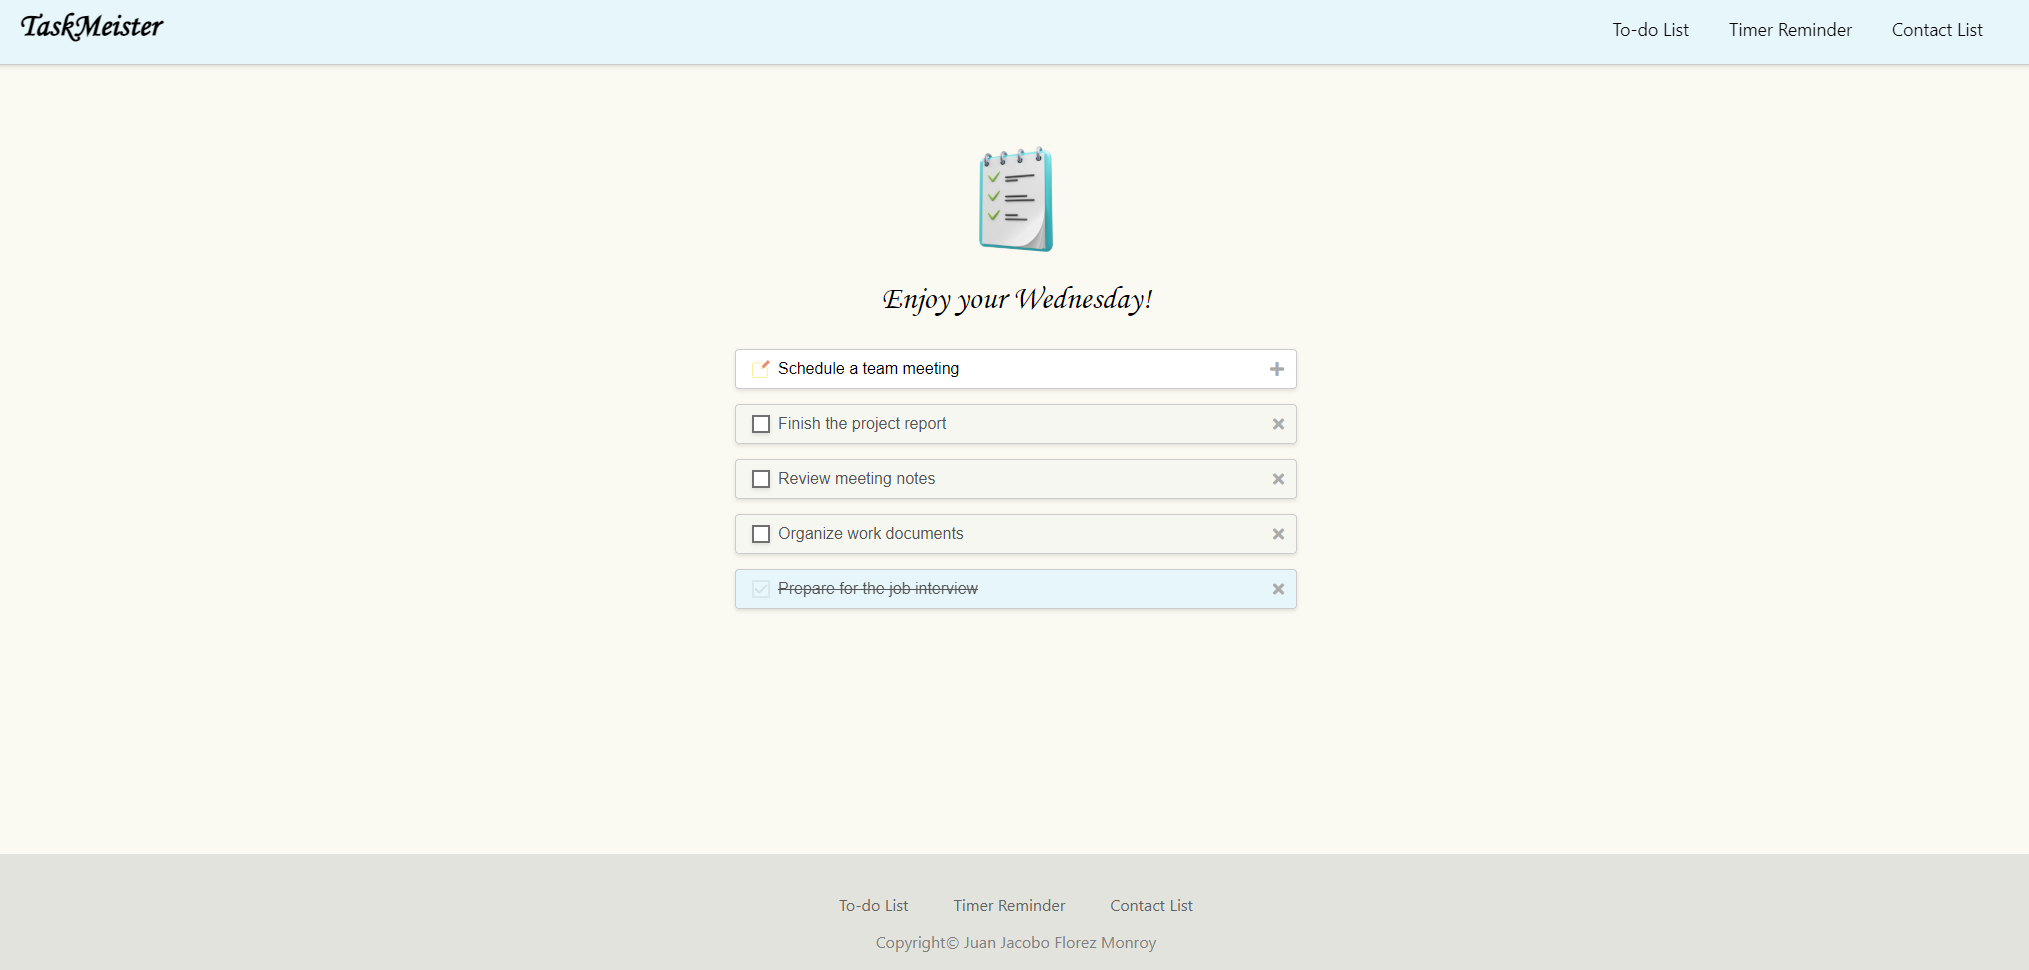 TaskMeister
To-do List Timer Reminder Contact List
Enjoy your Wednesday!
Schedule a team meeting
Finish the project report
Review meeting notes
Organize work documents
Prepare for the job interview
To-do List Timer Reminder Contact List
Copyright© Juan Jacobo Florez Monroy